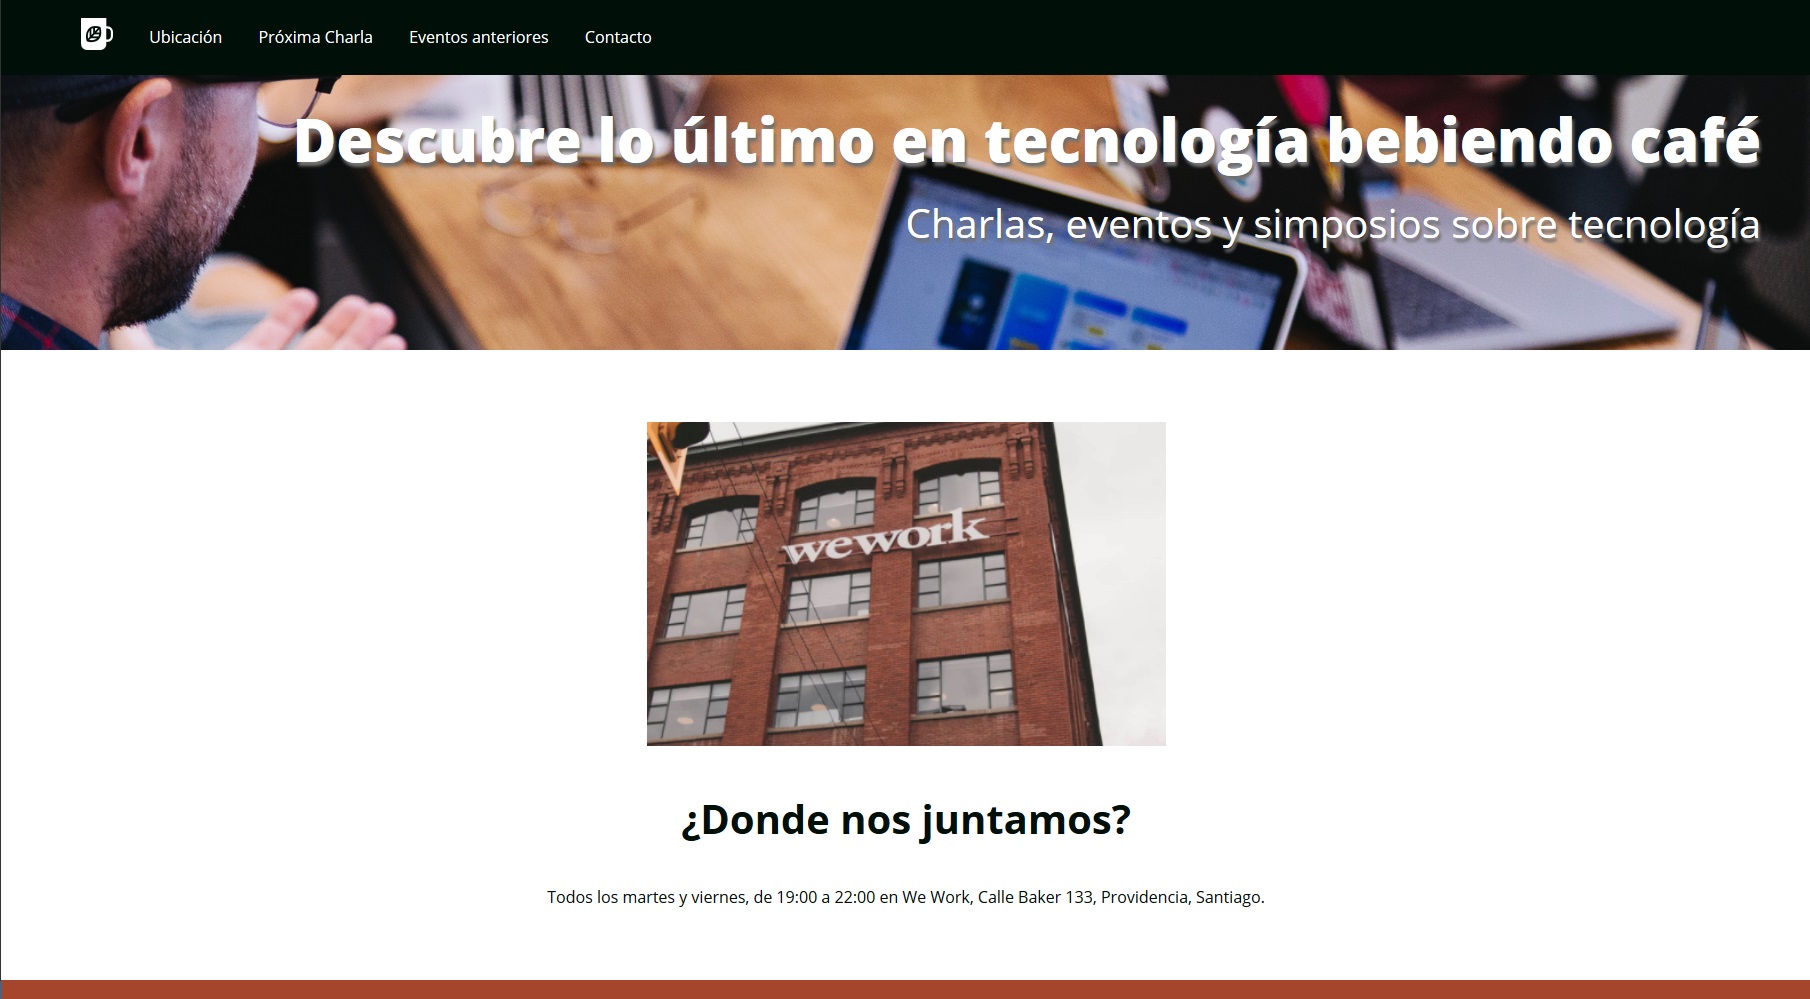 Ubicación Próxima Charla Eventos anteriores Contacto
Descubre lo último en tecnología bebiendo café
Charlas, eventos y simposios sobre tecnología
wework
¿Donde nos juntamos?
Todos los martes y viernes, de 19:00 a 22:00 en We Work, Calle Baker 133, Providencia, Santiago.